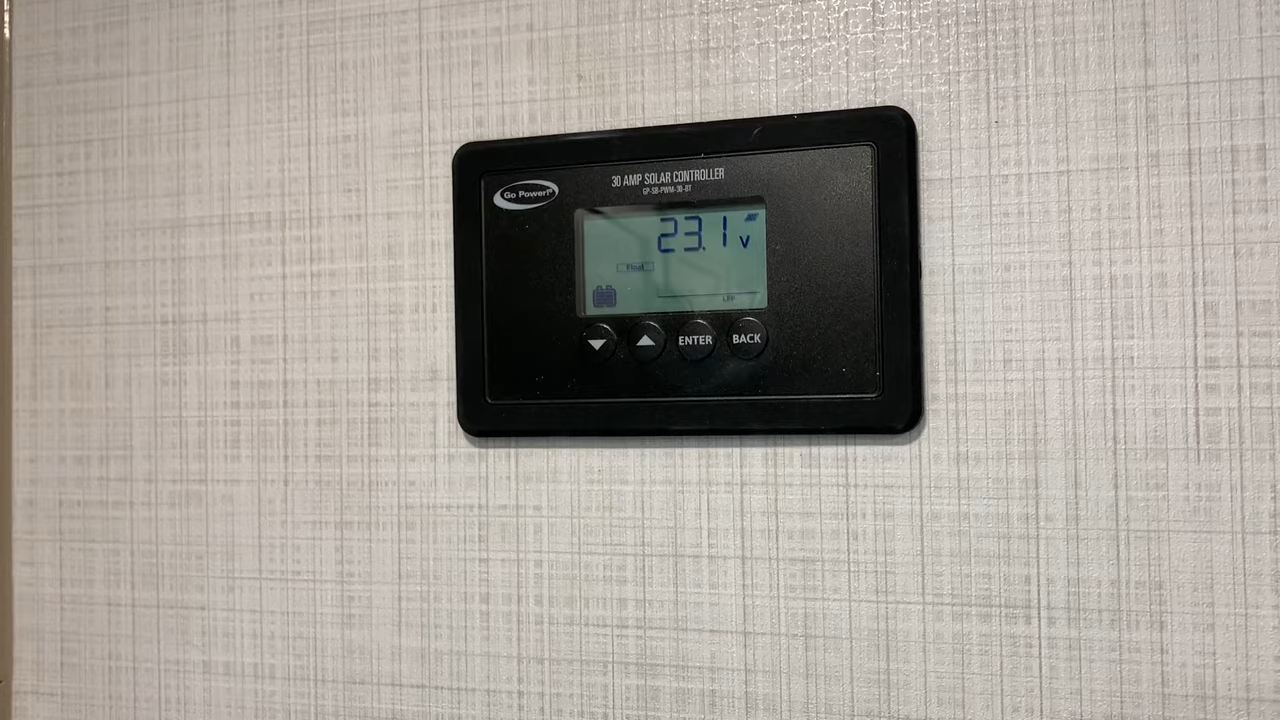 Go Power!
30 AMP SOLAR CONTROLLER
GP-SB-PWM-30-BT
23.1 V
Float
LFP
ENTER BACK